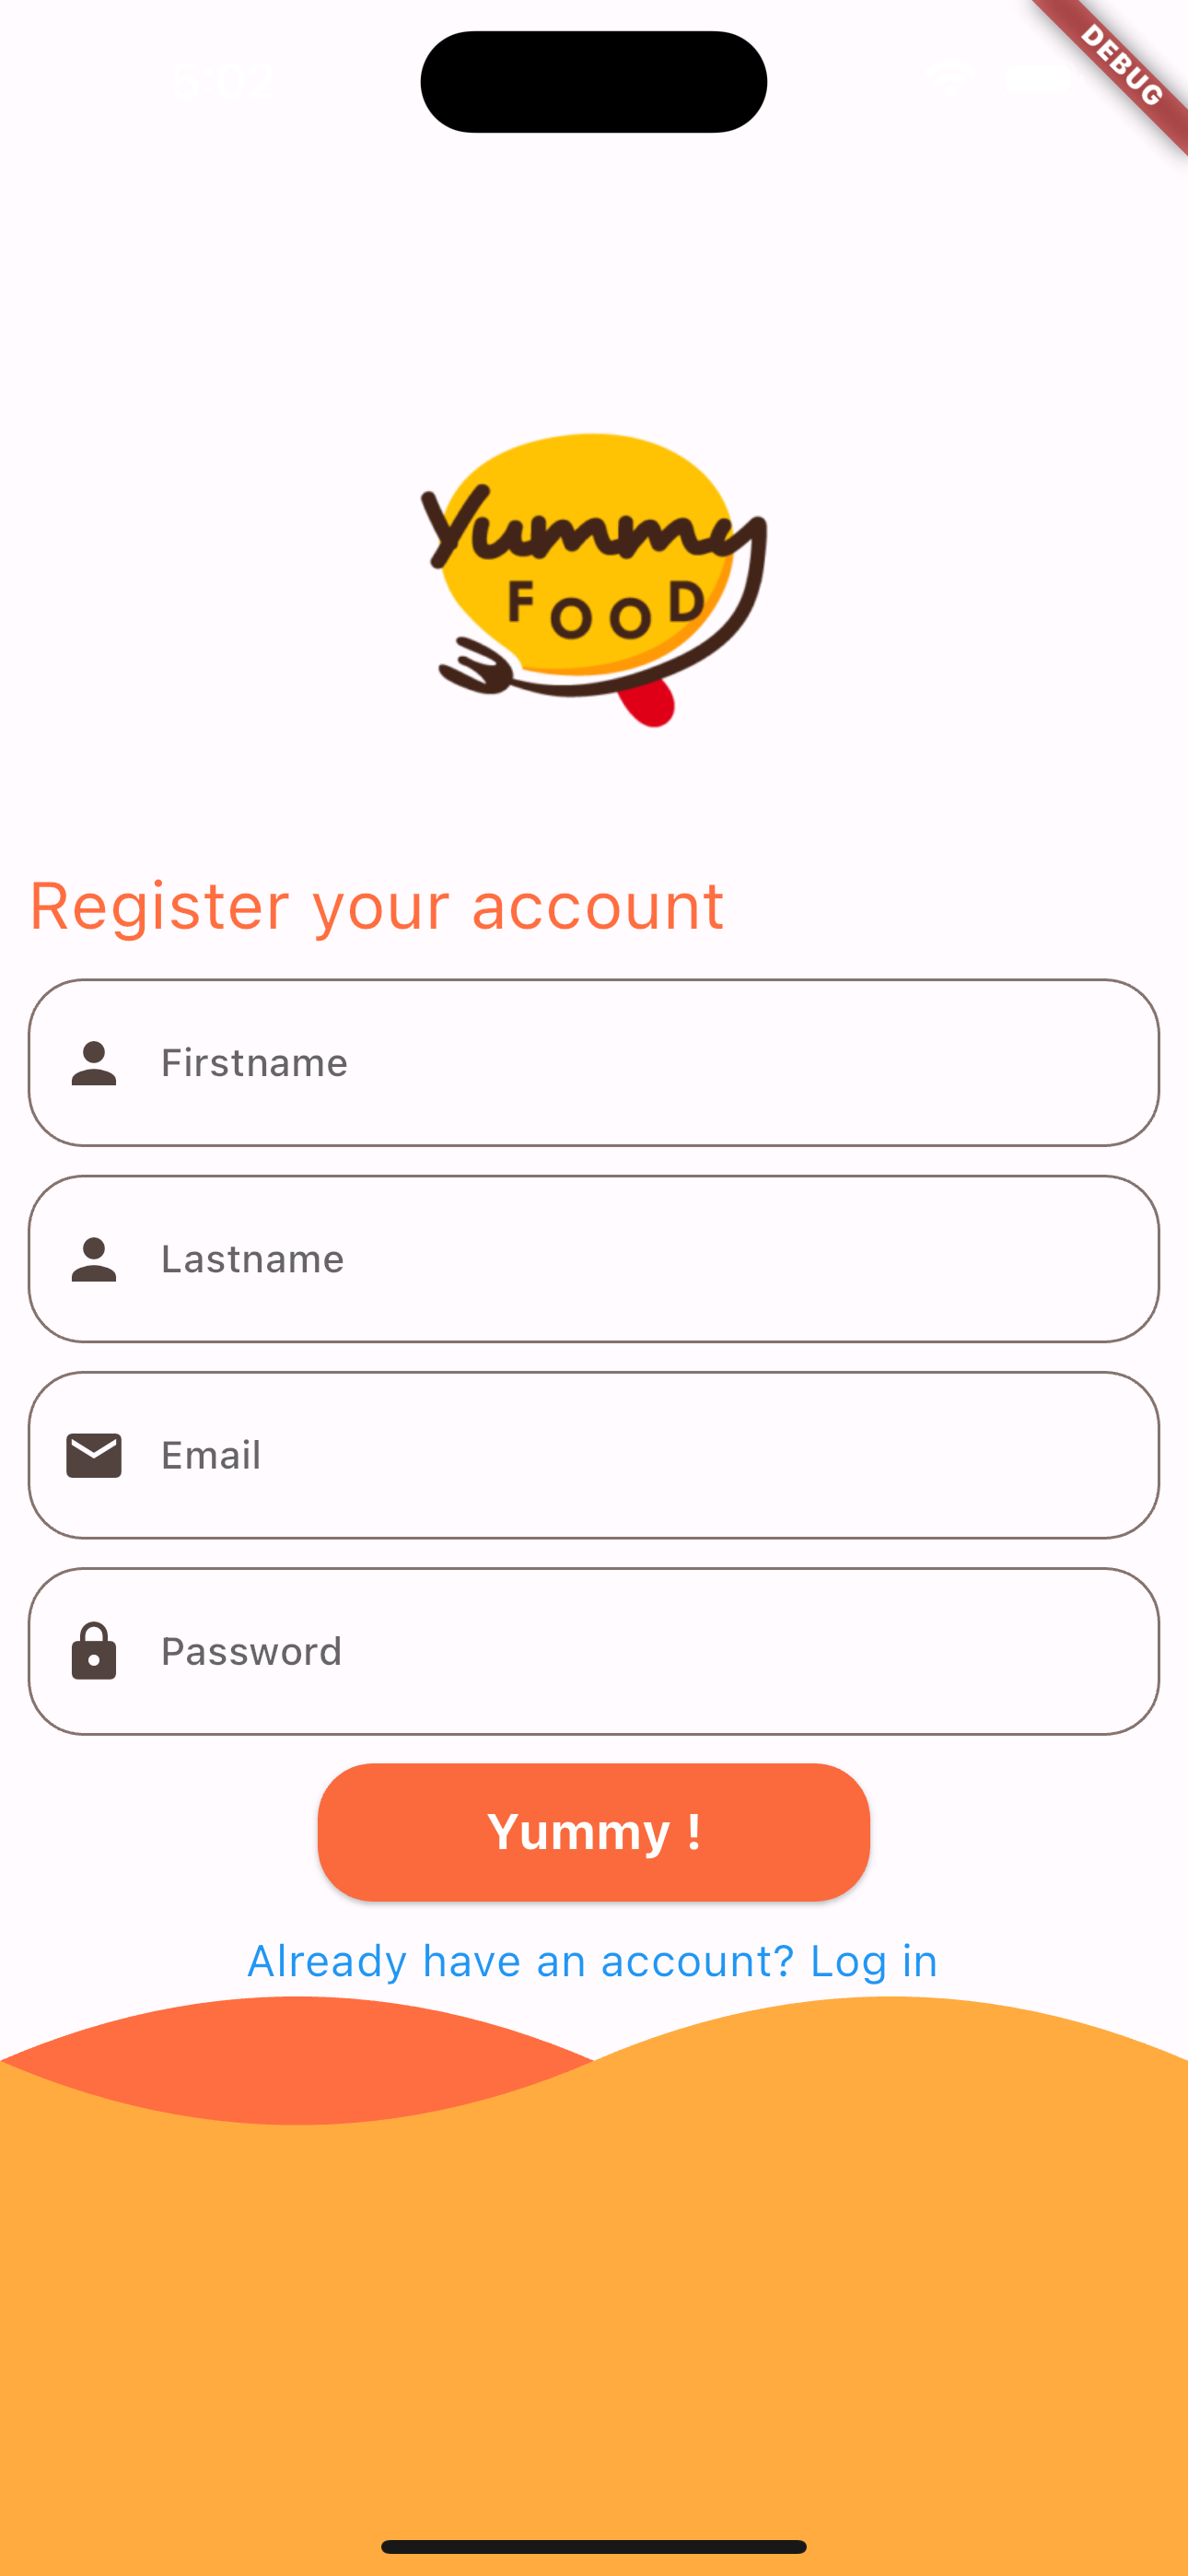 DEBUG
Yummy
FOOD
Register your account
Firstname
Lastname
Email
Password
Yummy !
Already have an account? Log in